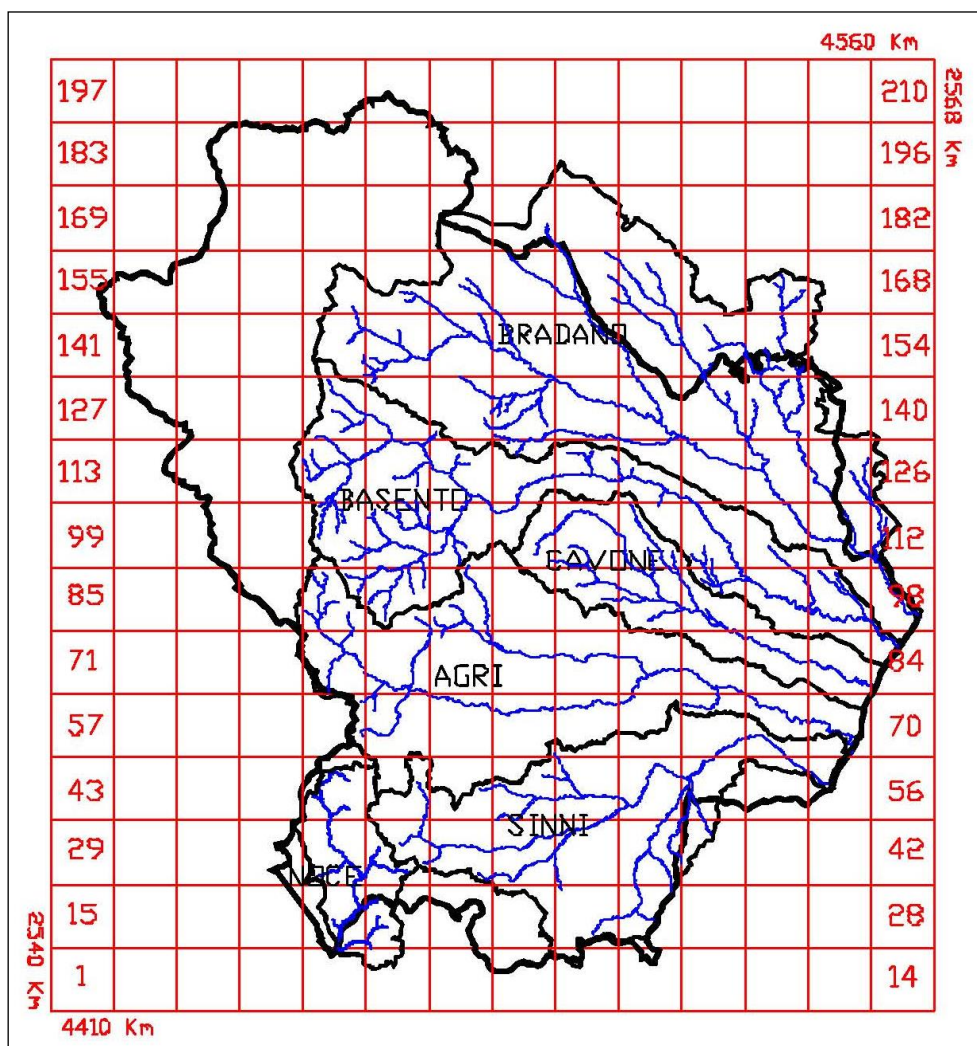 4560 Km
2568 Km
197 210
183 196
169 182
155 168
BRADANO
141 154
127 140
113 126
BASENTO
99 112
CAVONE
85 98
71 84
AGRI
57 70
43 56
SINNI
29 42
NOCE
15 28
2540 Km
1 14
4410 Km